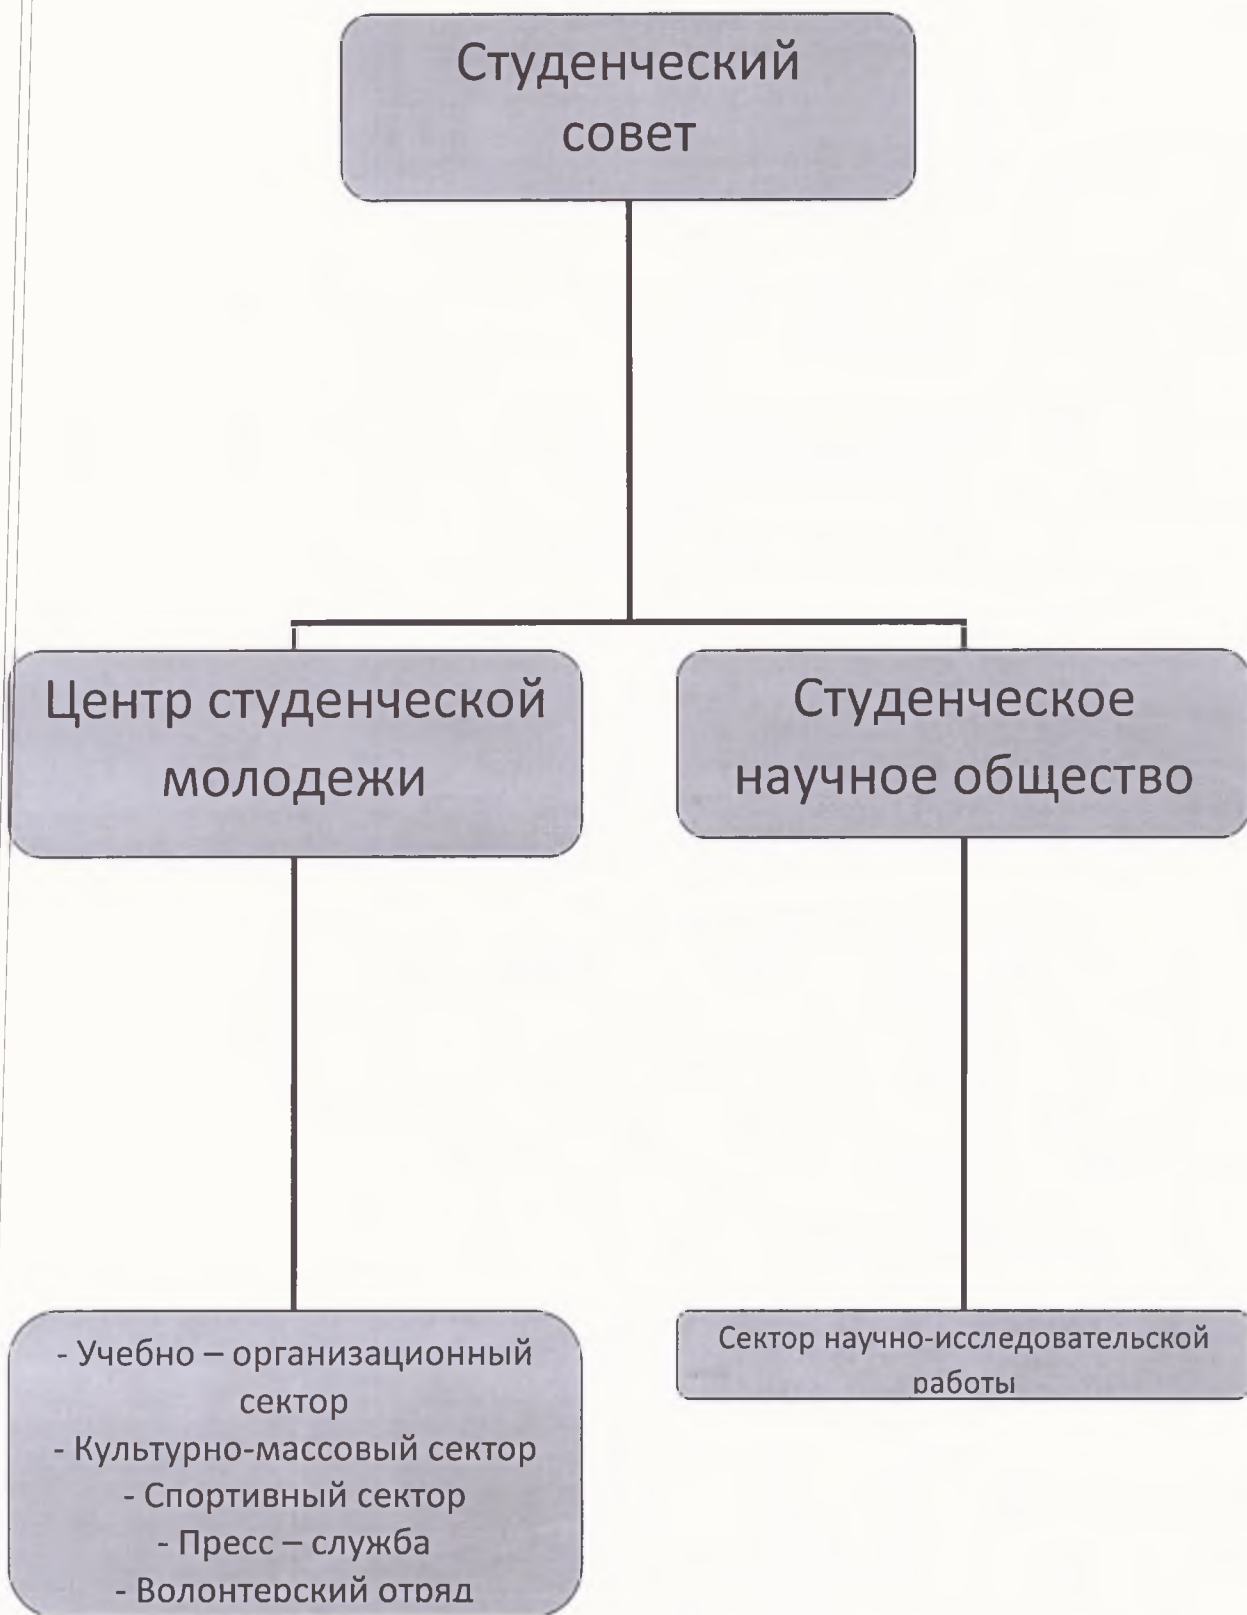 Студенческий
совет
Центр студенческой
молодежи
Студенческое
научное общество
- Учебно – организационный
сектор
- Культурно-массовый сектор
- Спортивный сектор
- Пресс – служба
- Волонтерский отряд
Сектор научно-исследовательской
работы